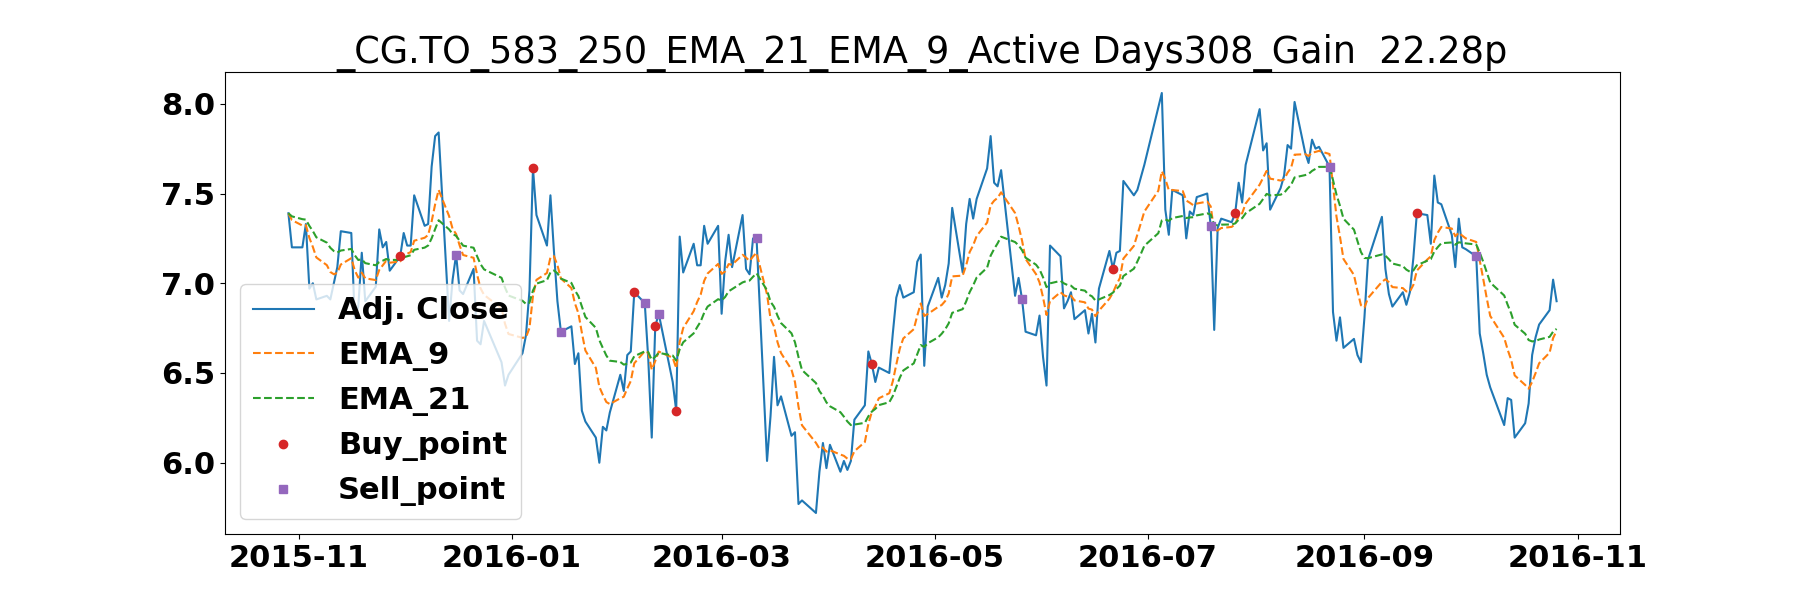 _CG.TO_583_250_EMA_21_EMA_9_Active Days308_Gain  22.28p
8.0
7.5
7.0
6.5
6.0
Adj. Close
EMA_9
EMA_21
Buy_point
Sell_point
2015-11 2016-01 2016-03 2016-05 2016-07 2016-09 2016-11